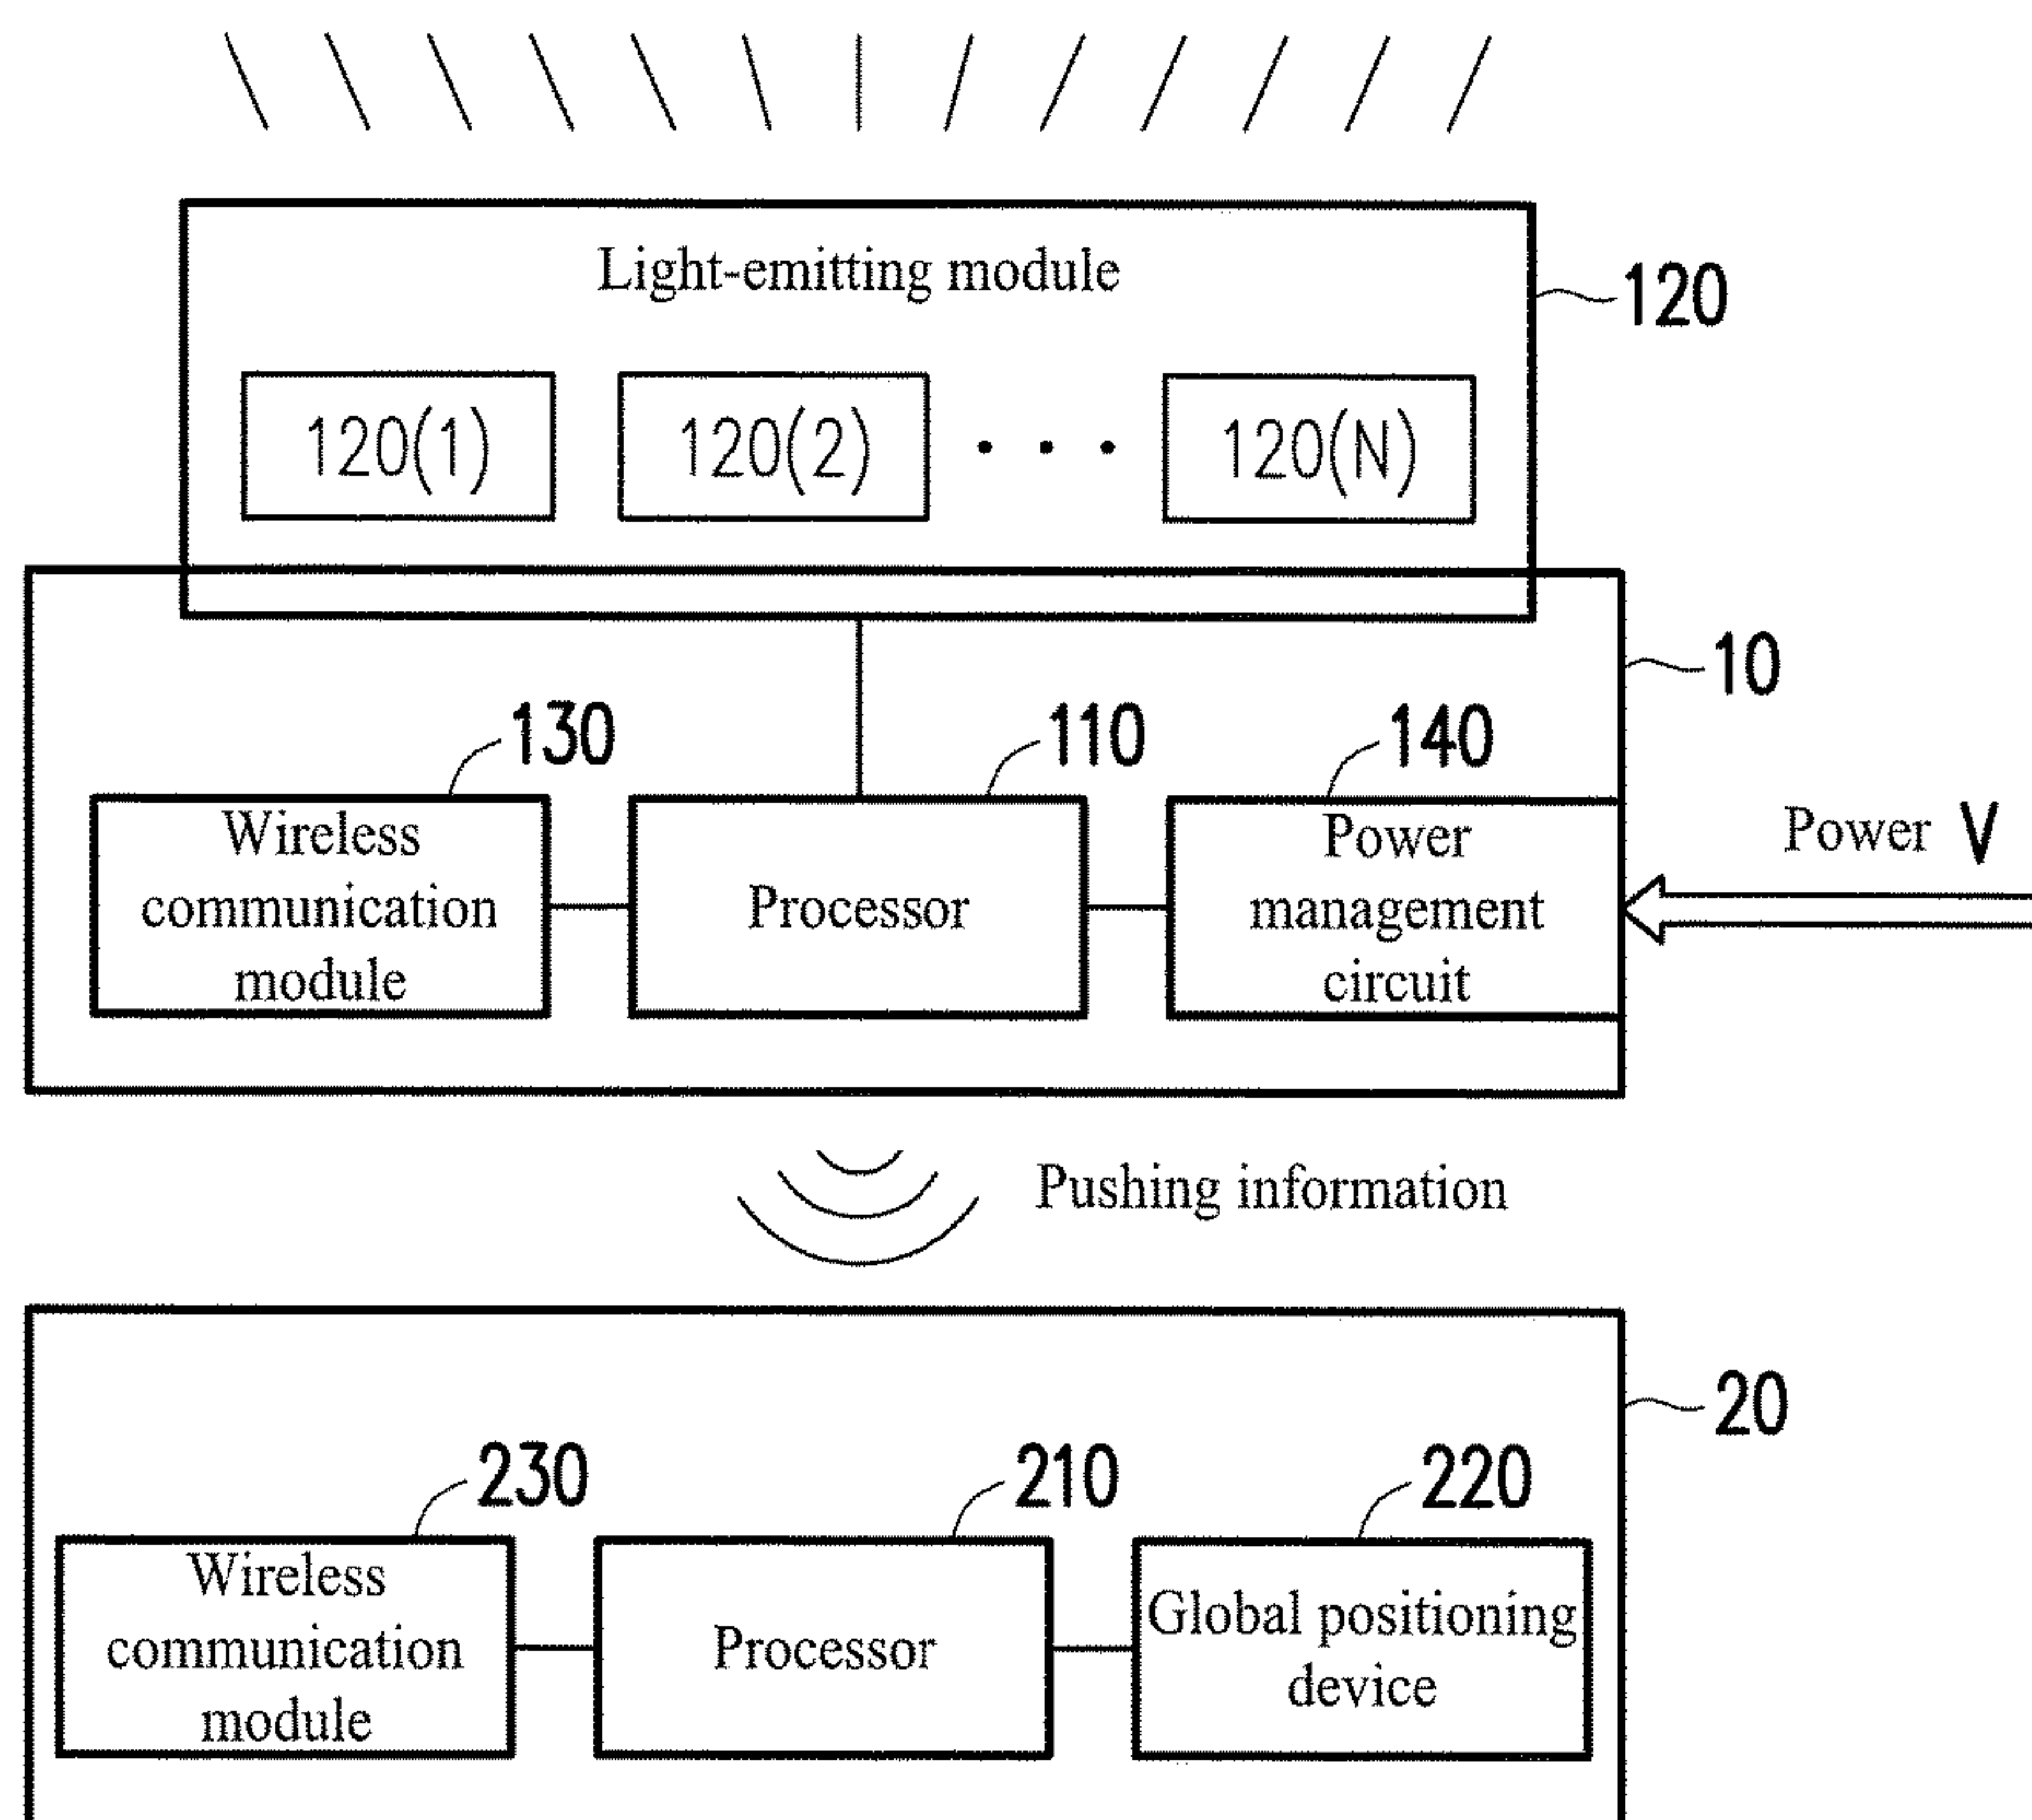 Light-emitting module
120
120(1) 120(2) • • • 120(N)
10
130 110 140
Wireless
communication
module
Processor
Power
management
circuit
Power V
Pushing information
20
230 210 220
Wireless
communication
module
Processor
Global positioning
device